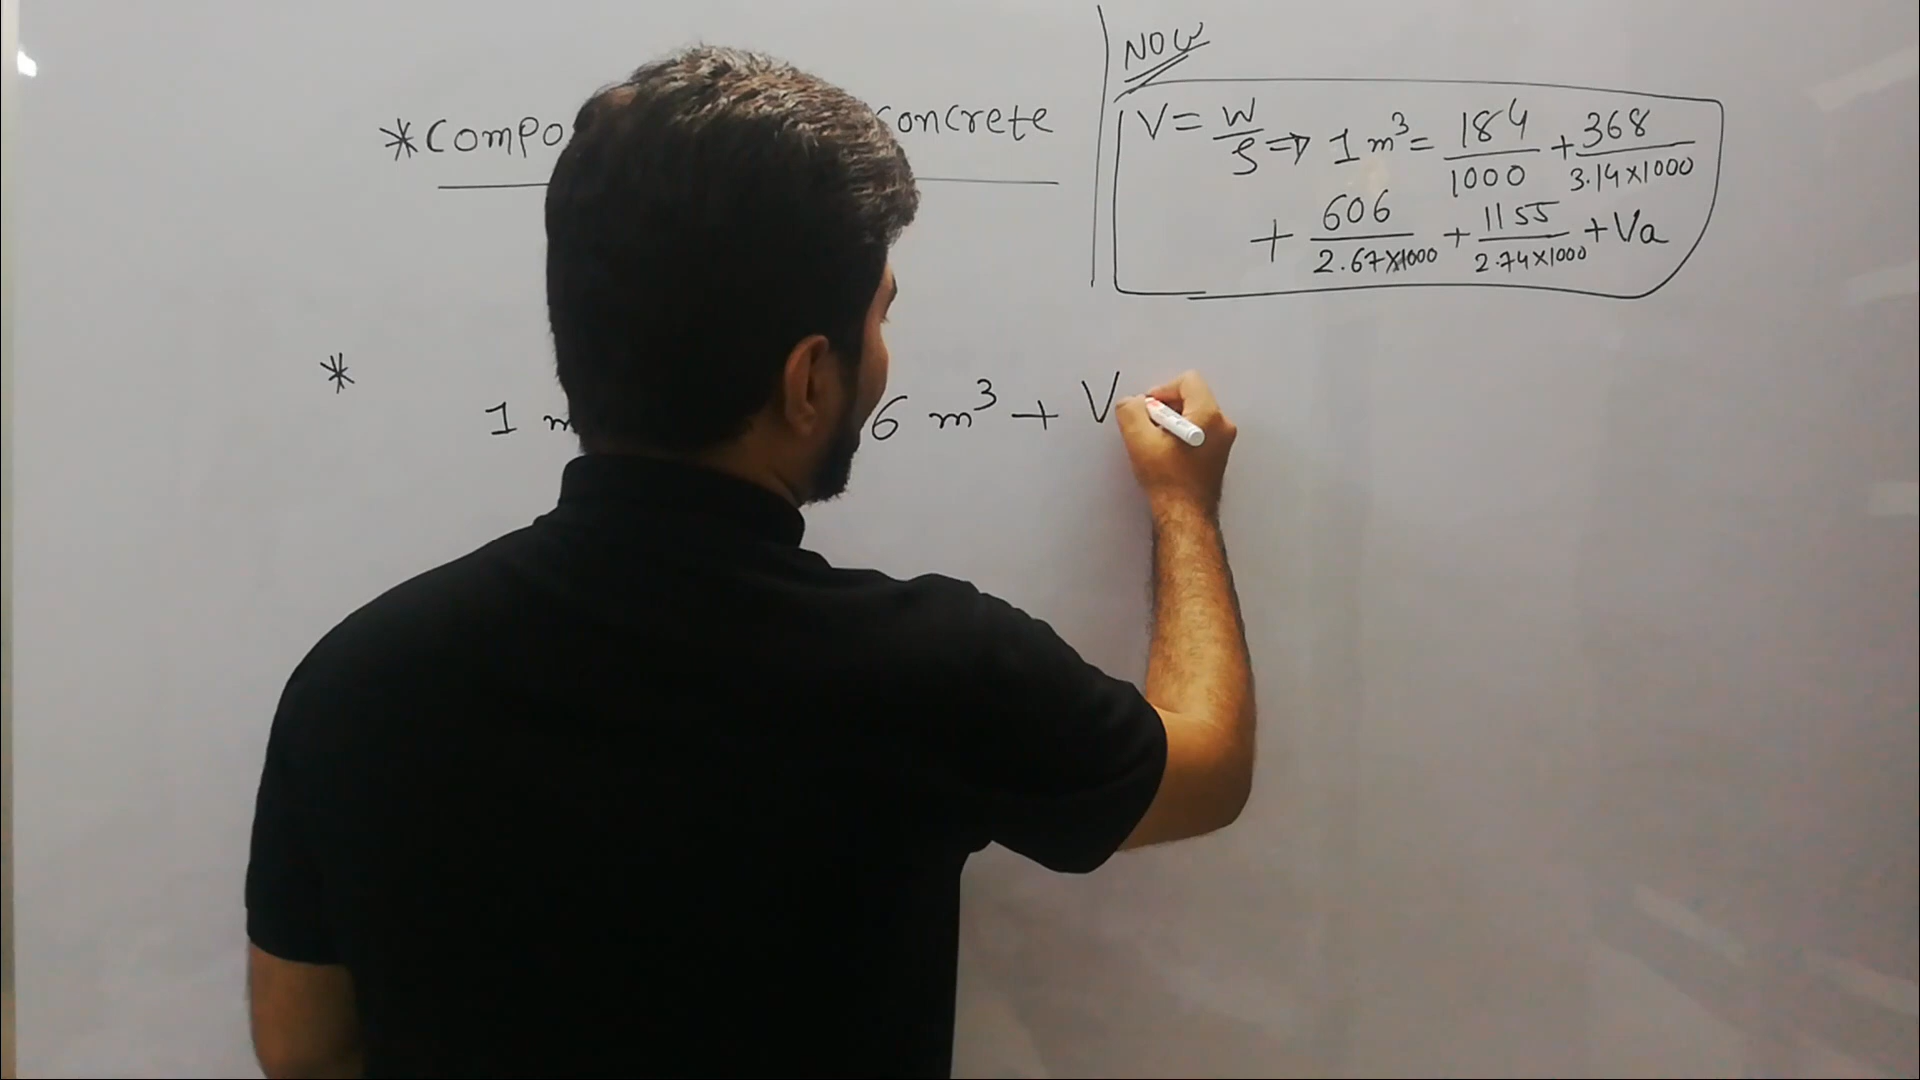 *Compo oncrete
NOW
V = W/ρ ⇒ 1 m³ = 184/1000 + 368/3.14×1000
+ 606/2.67×1000 + 1155/2.74×1000 + Va
*
1 m 6 m³ + V